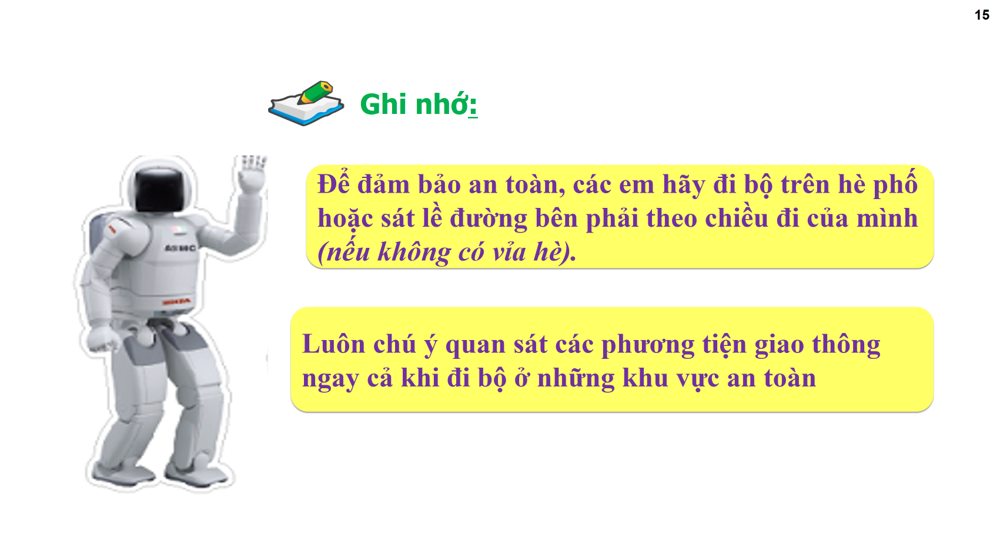 15
Ghi nhớ:
Để đảm bảo an toàn, các em hãy đi bộ trên hè phố
hoặc sát lề đường bên phải theo chiều đi của mình
(nếu không có vỉa hè).
Luôn chú ý quan sát các phương tiện giao thông
ngay cả khi đi bộ ở những khu vực an toàn